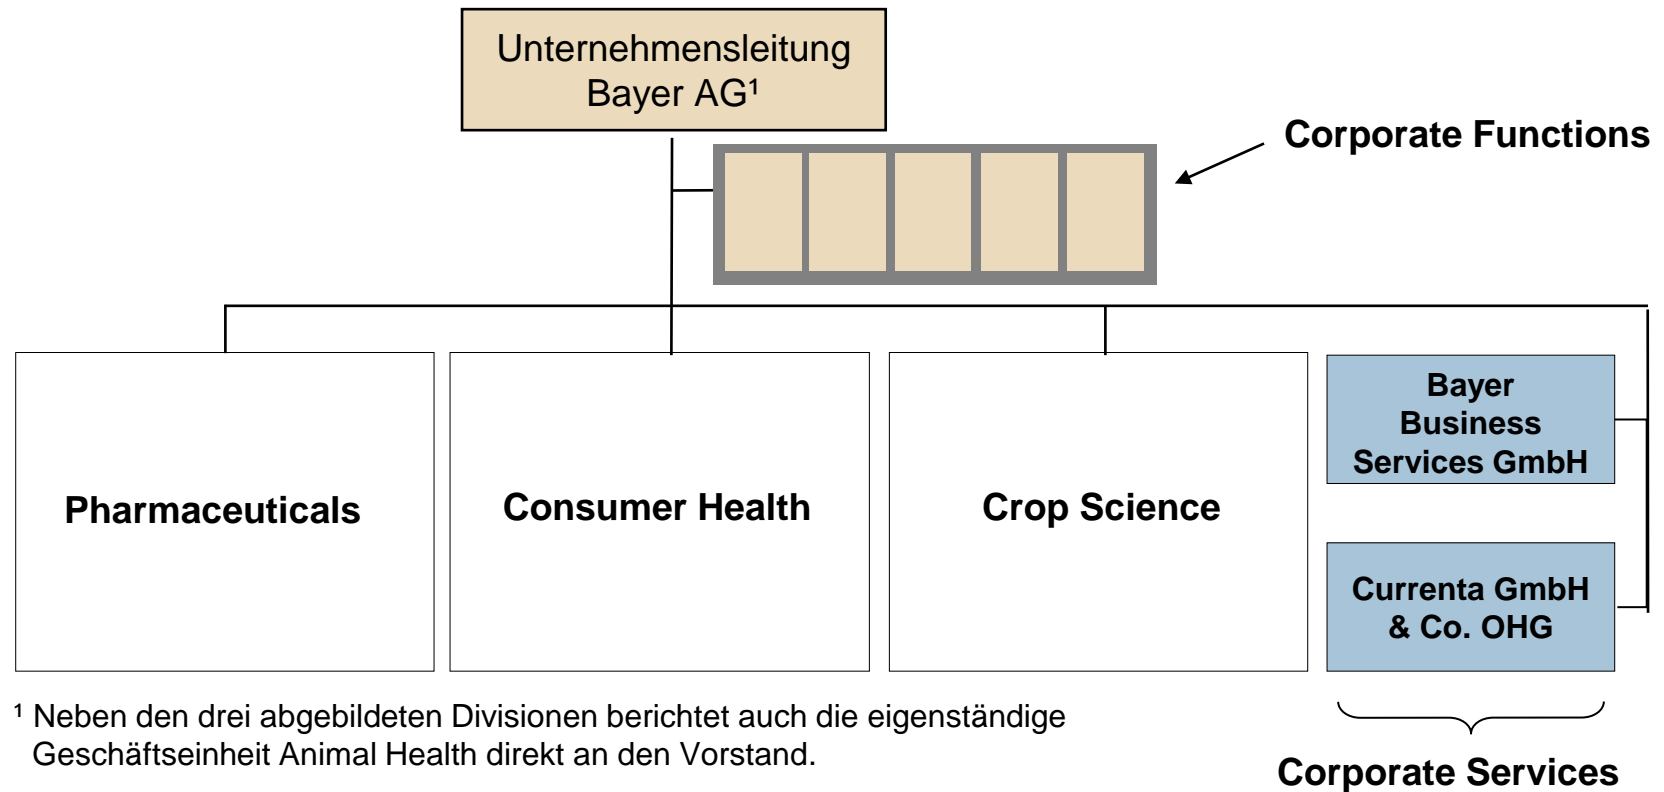 Unternehmensleitung
Bayer AG¹
Corporate Functions
Pharmaceuticals
Consumer Health
Crop Science
Bayer
Business
Services GmbH
Currenta GmbH
& Co. OHG
¹ Neben den drei abgebildeten Divisionen berichtet auch die eigenständige
Geschäftseinheit Animal Health direkt an den Vorstand.
Corporate Services